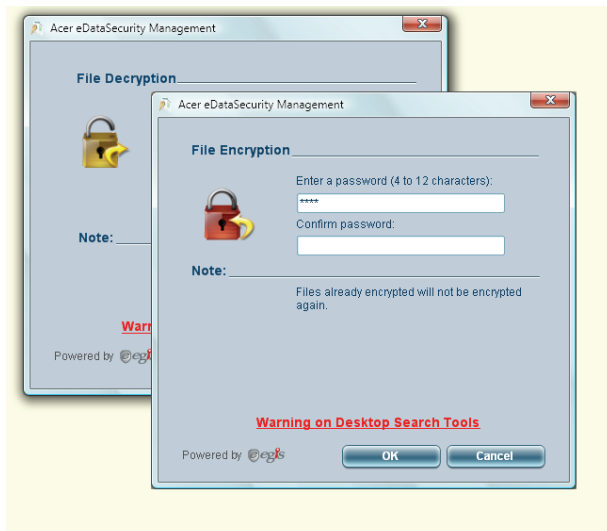 Acer eDataSecurity Management
File Decryption
Note:
Powered by egis
Acer eDataSecurity Management
File Encryption
Enter a password (4 to 12 characters):
****
Confirm password:
Note:
Files already encrypted will not be encrypted
again.
Warning on Desktop Search Tools
Powered by egis
OK
Cancel